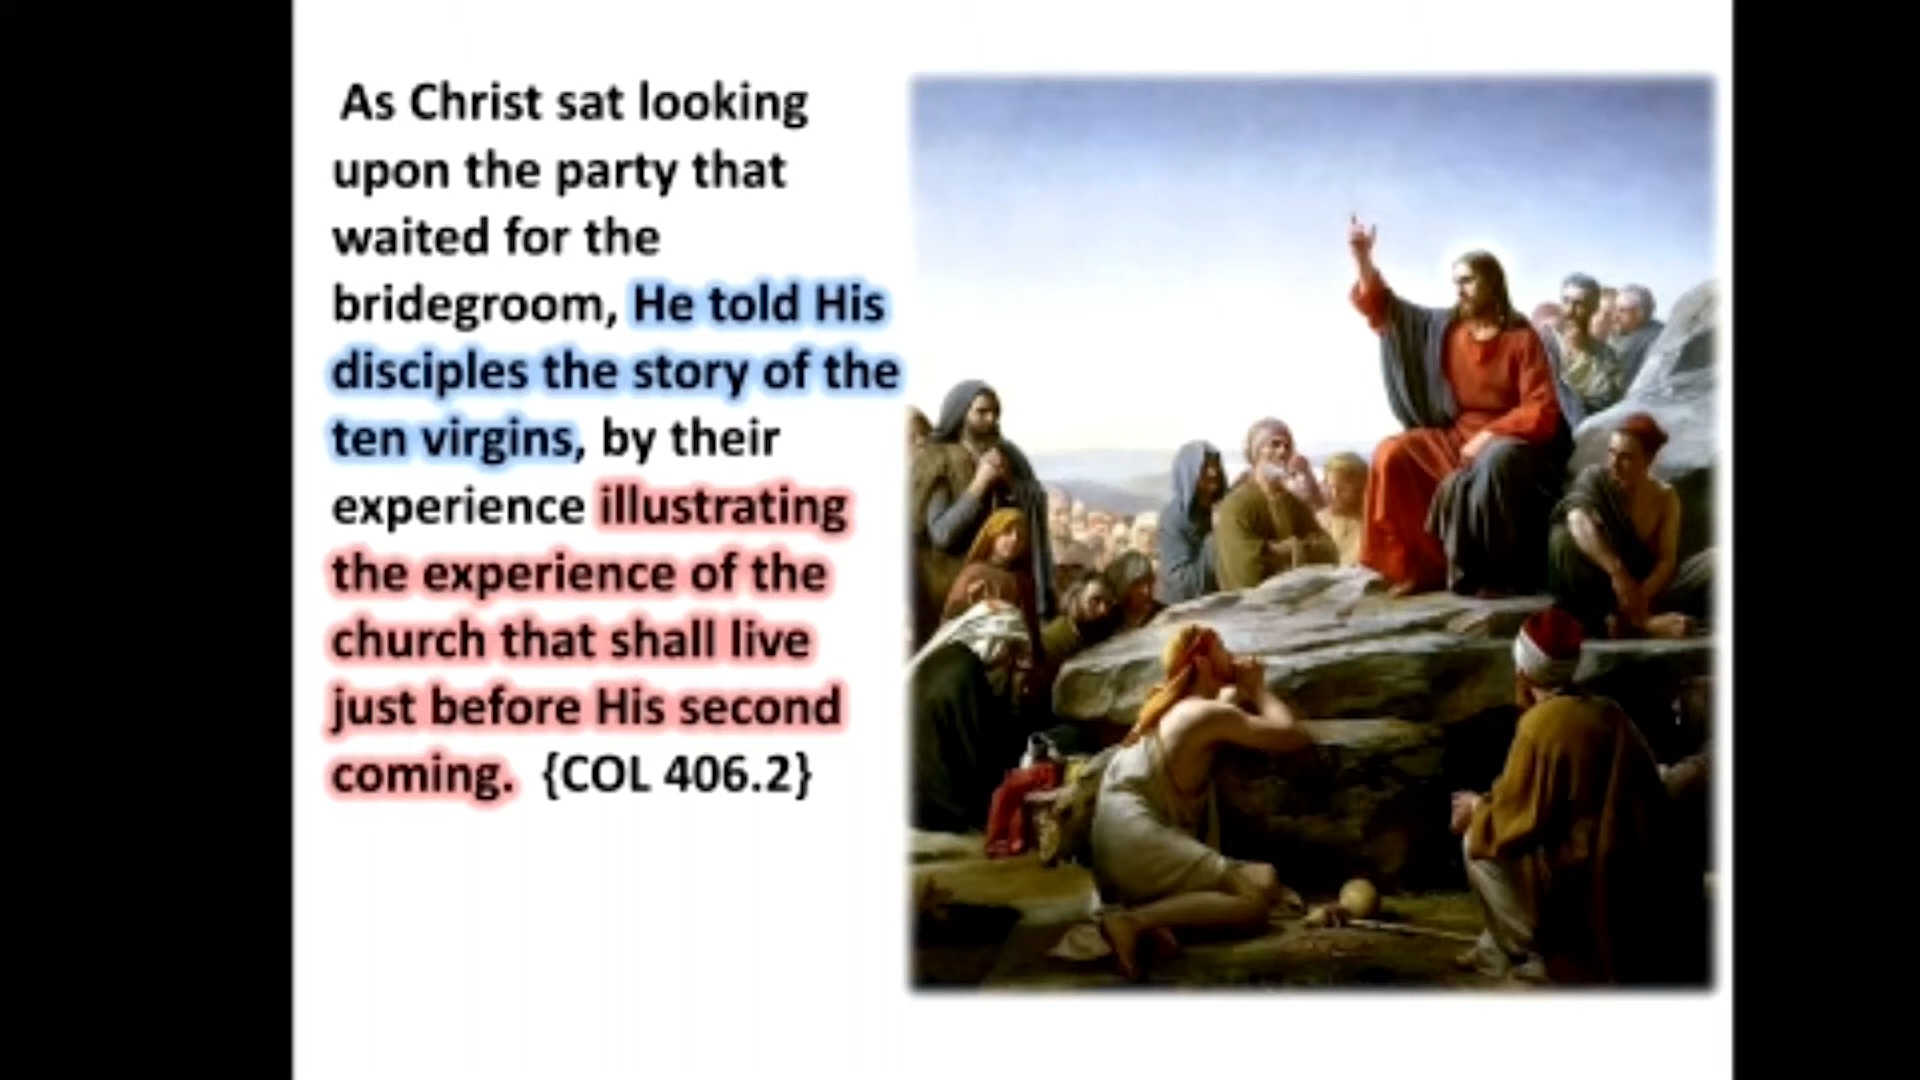 As Christ sat looking
upon the party that
waited for the
bridegroom, He told His
disciples the story of the
ten virgins, by their
experience illustrating
the experience of the
church that shall live
just before His second
coming. {COL 406.2}